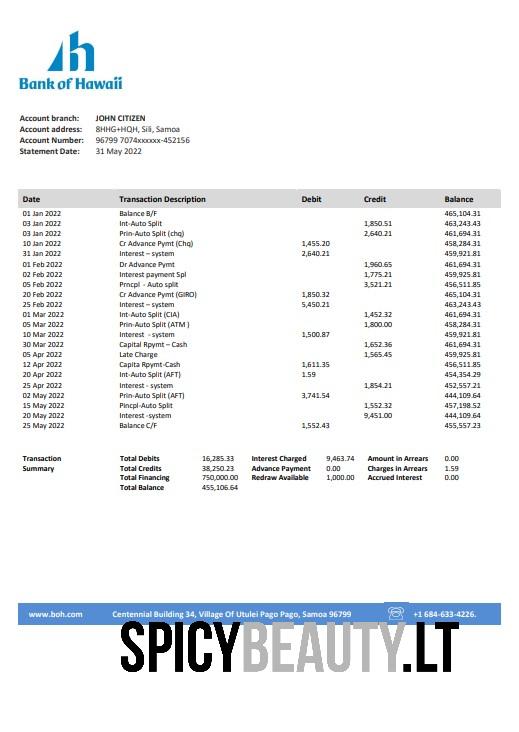 Bank of Hawaii
Account branch: JOHN CITIZEN
Account address: 8HHG+HQH, Sili, Samoa
Account Number: 96799 7074xxxxxx-452156
Statement Date: 31 May 2022
Date Transaction Description Debit Credit Balance
01 Jan 2022 Balance B/F 465,104.31
03 Jan 2022 Int-Auto Split 1,850.51 463,243.43
03 Jan 2022 Prin-Auto Split (chq) 2,640.21 461,694.31
10 Jan 2022 Cr Advance Pymt (Chq) 1,455.20 458,284.31
31 Jan 2022 Interest – system 2,640.21 459,921.81
01 Feb 2022 Dr Advance Pymt 1,960.65 461,694.31
02 Feb 2022 Interest payment Spl 1,775.21 459,925.81
05 Feb 2022 Prncpl - Auto split 3,521.21 456,511.85
20 Feb 2022 Cr Advance Pymt (GIRO) 1,850.32 465,104.31
25 Feb 2022 Interest – system 5,450.21 463,243.43
01 Mar 2022 Int-Auto Split (CIA) 1,452.32 461,694.31
05 Mar 2022 Prin-Auto Split (ATM ) 1,800.00 458,284.31
10 Mar 2022 Interest - system 1,500.87 459,921.81
30 Mar 2022 Capital Rpymt – Cash 1,652.36 461,694.31
05 Apr 2022 Late Charge 1,565.45 459,925.81
12 Apr 2022 Capita Rpymt-Cash 1,611.35 456,511.85
20 Apr 2022 Int-Auto Split (AFT) 1.59 454,354.29
25 Apr 2022 Interest - system 1,854.21 452,557.21
02 May 2022 Prin-Auto Split (AFT) 3,741.54 444,109.64
15 May 2022 Pincpl-Auto Split 1,552.32 457,198.52
20 May 2022 Interest -system 9,451.00 444,109.64
25 May 2022 Balance C/F 1,552.43 455,557.23
Transaction Total Debits 16,285.33 Interest Charged 9,463.74 Amount in Arrears 0.00
Summary Total Credits 38,250.23 Advance Payment 0.00 Charges in Arrears 1.59
Total Financing 750,000.00 Redraw Available 1,000.00 Accrued Interest 0.00
Total Balance 455,106.64
www.boh.com Centennial Building 34, Village Of Utulei Pago Pago, Samoa 96799 +1 684-633-4226.
SPICYBEAUTY.LT